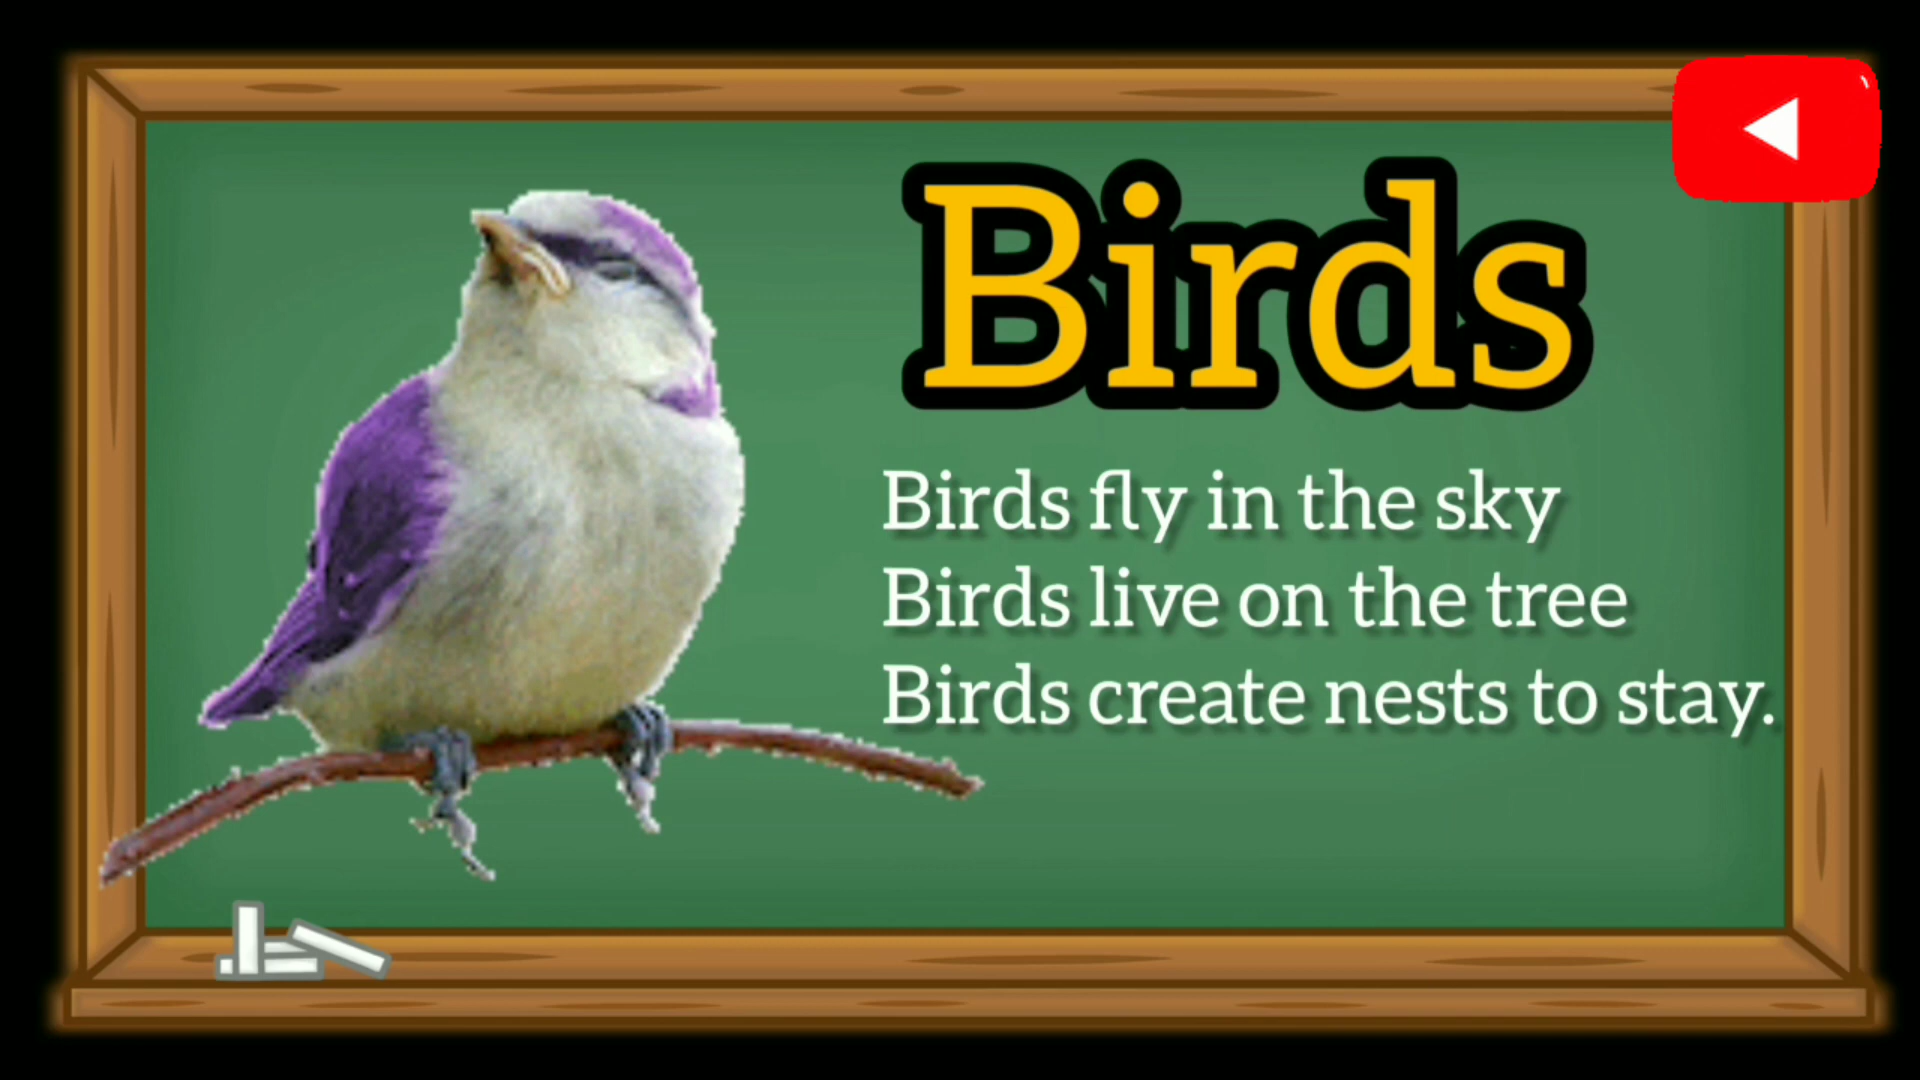 Birds
Birds fly in the sky
Birds live on the tree
Birds create nests to stay.